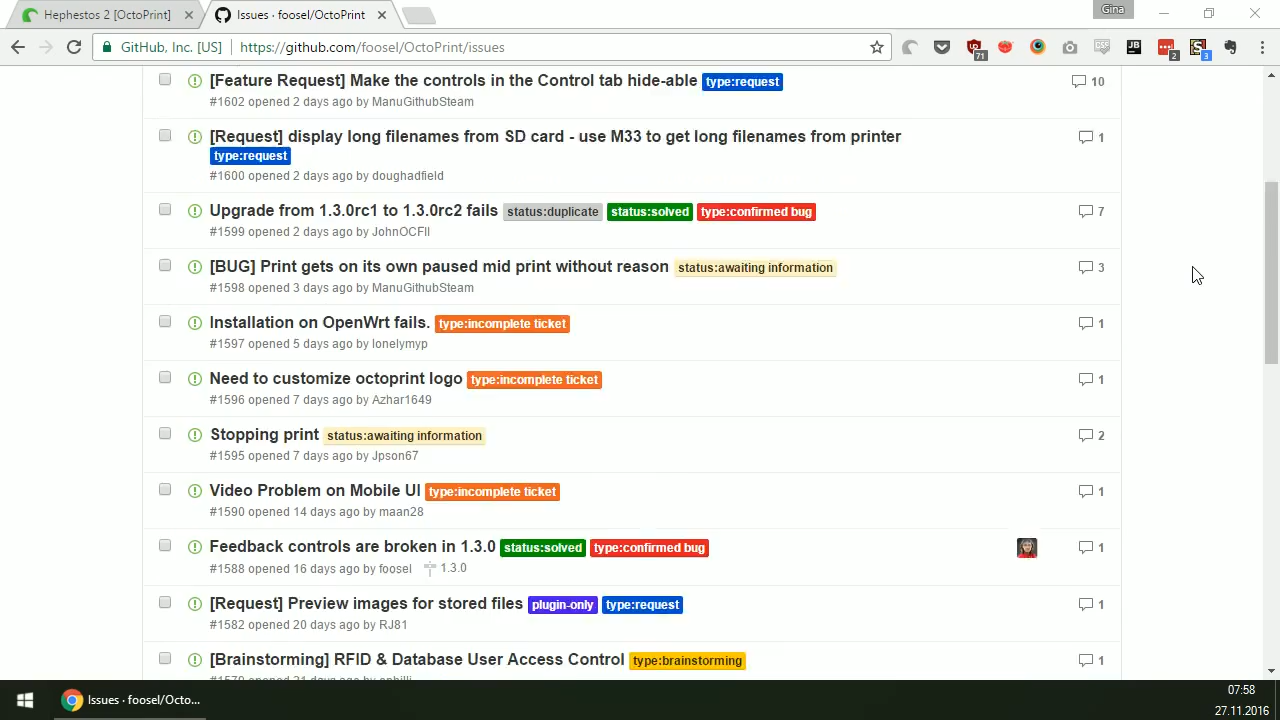 Hephestos 2 [OctoPrint]
Issues · foosel/OctoPrint
Gina
GitHub, Inc. [US]
https://github.com/foosel/OctoPrint/issues
71
JB
2
S
3
[Feature Request] Make the controls in the Control tab hide-able type:request
10
#1602 opened 2 days ago by ManuGithubSteam
[Request] display long filenames from SD card - use M33 to get long filenames from printer
1
type:request
#1600 opened 2 days ago by doughadfield
Upgrade from 1.3.0rc1 to 1.3.0rc2 fails status:duplicate status:solved type:confirmed bug
7
#1599 opened 2 days ago by JohnOCFII
[BUG] Print gets on its own paused mid print without reason status:awaiting information
3
#1598 opened 3 days ago by ManuGithubSteam
Installation on OpenWrt fails. type:incomplete ticket
1
#1597 opened 5 days ago by lonelymyp
Need to customize octoprint logo type:incomplete ticket
1
#1596 opened 7 days ago by Azhar1649
Stopping print status:awaiting information
2
#1595 opened 7 days ago by Jpson67
Video Problem on Mobile UI type:incomplete ticket
1
#1590 opened 14 days ago by maan28
Feedback controls are broken in 1.3.0 status:solved type:confirmed bug
1
#1588 opened 16 days ago by foosel 1.3.0
[Request] Preview images for stored files plugin-only type:request
1
#1582 opened 20 days ago by RJ81
[Brainstorming] RFID & Database User Access Control type:brainstorming
1
Issues · foosel/Octo...
07:58
27.11.2016